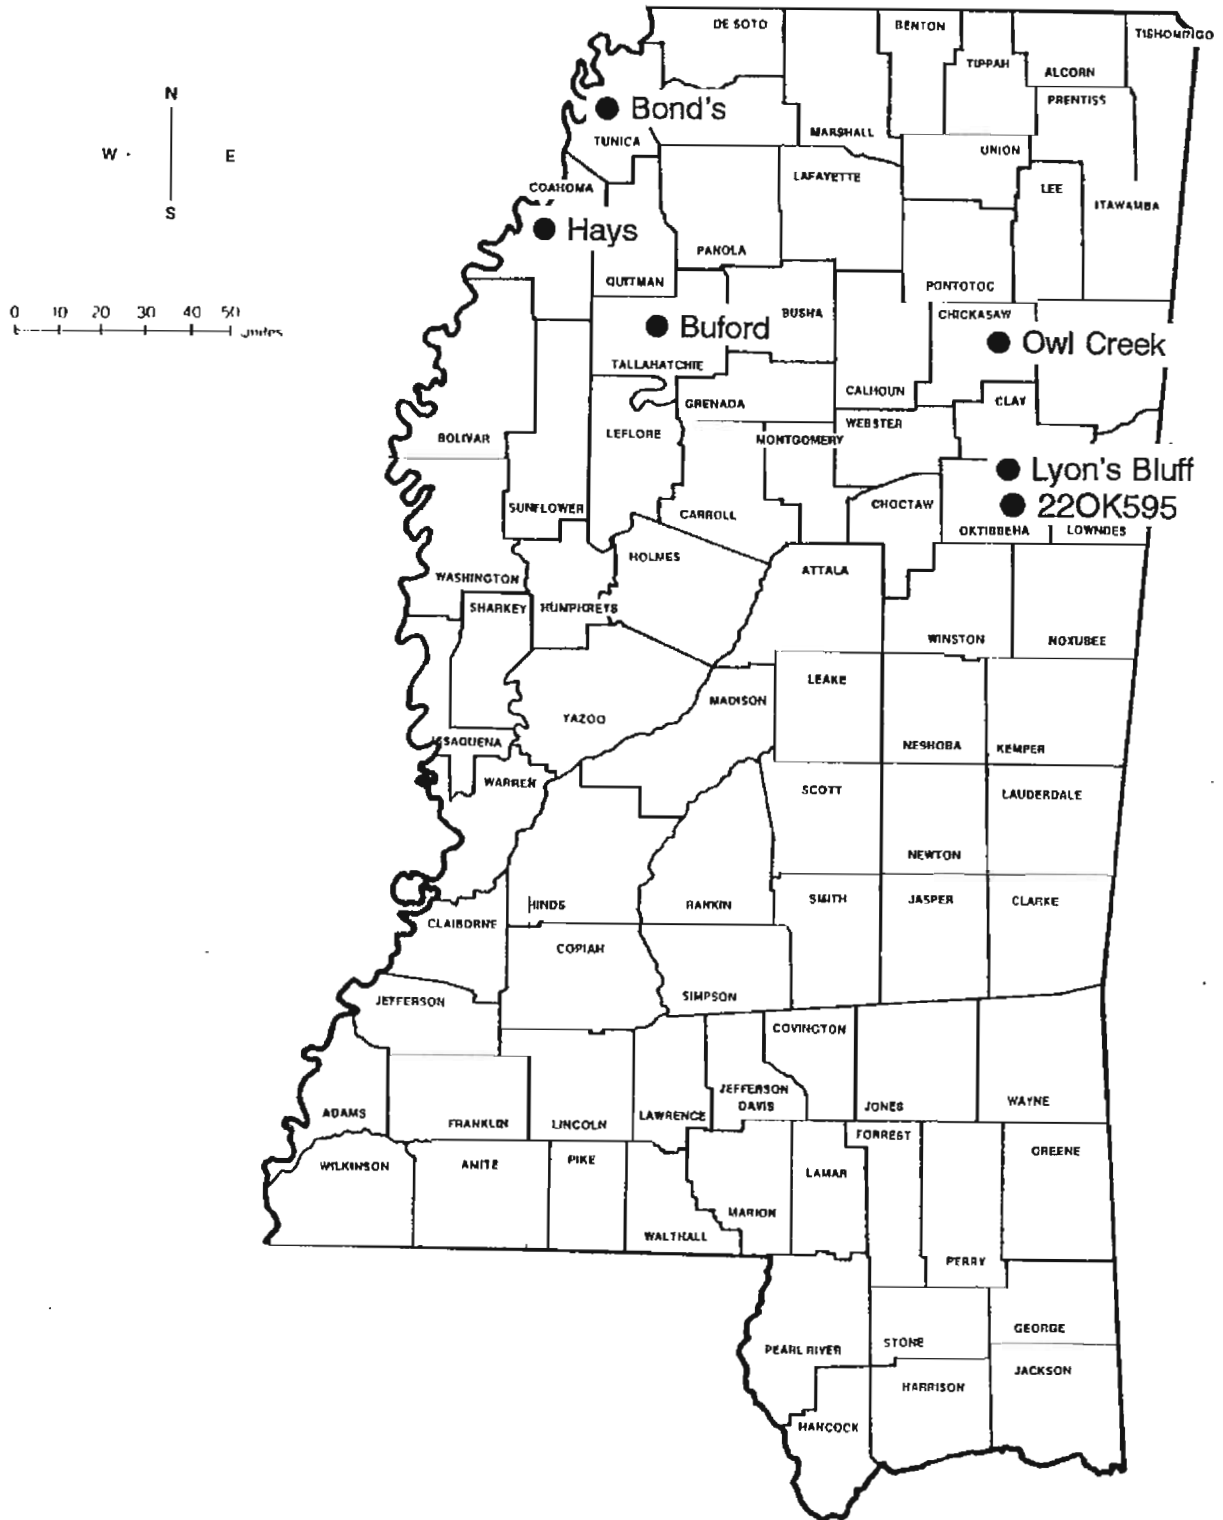 DE SOTO
BENTON
TISHOMINGO
TIPPAH
ALCORN
N
PRENTISS
Bond's
MARSHALL
TUNICA
W
E
UNION
LAFAYETTE
COAHOMA
LEE
ITAWAMBA
S
Hays
PANOLA
QUITMAN
PONTOTOC
0 10 20 30 40 50
BUSHA
CHICKASAW
Buford
Owl Creek
TALLAHATCHIE
CALHOUN
GRENADA
CLAY
WEBSTER
LEFLORE
BOLIVAR
MONTGOMERY
Lyon's Bluff
SUNFLOWER
CHOCTAW
22OK595
CARROLL
OKTIBBEHA
LOWNDES
HOLMES
ATTALA
WASHINGTON
SHARKEY
HUMPHREYS
WINSTON
NOXUBEE
LEAKE
MADISON
YAZOO
ISSAQUENA
NESHOBA
KEMPER
WARREN
SCOTT
LAUDERDALE
NEWTON
HINDS
RANKIN
SMITH
JASPER
CLARKE
CLAIBORNE
COPIAH
JEFFERSON
SIMPSON
COVINGTON
JEFFERSON
DAVIS
JONES
WAYNE
ADAMS
FRANKLIN
LINCOLN
LAWRENCE
FORREST
GREENE
WILKINSON
AMITE
PIKE
LAMAR
MARION
WALTHALL
PERRY
GEORGE
PEARL RIVER
STONE
JACKSON
HARRISON
HANCOCK